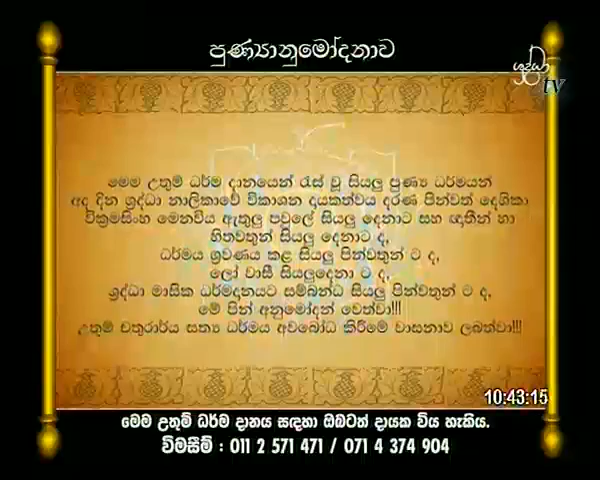 පුණ්‍යානුමෝදනාව
ශ්‍රද්ධා
tv
මෙම උතුම් ධර්ම දානයෙන් රැස් වූ සියලු පුණ්‍ය ධර්මයන්
අද දින ශ්‍රද්ධා නාලිකාවේ විකාශන දායකත්වය දරණ පින්වත් දේශිකා
වික්‍රමසිංහ මෙනවිය ඇතුලු පවුලේ සියලු දෙනාට සහ ඥාතීන් හා
හිතවතුන් සියලු දෙනාට ද,
ධර්මය ශ්‍රවණය කළ සියලු පින්වතුන් ට ද,
ලෝ වාසී සියලුදෙනා ට ද,
ශ්‍රද්ධා මාසික ධර්මදානයට සම්බන්ධ සියලු පින්වතුන් ට ද,
මේ පින් අනුමෝදන් වෙත්වා!!!
උතුම් චතුරාර්ය සත්‍ය ධර්මය අවබෝධ කිරීමේ වාසනාව ලබත්වා!!!
10:43:15
මෙම උතුම් ධර්ම දානය සඳහා ඔබටත් දායක විය හැකිය.
විමසීම් : 011 2 571 471 / 071 4 374 904